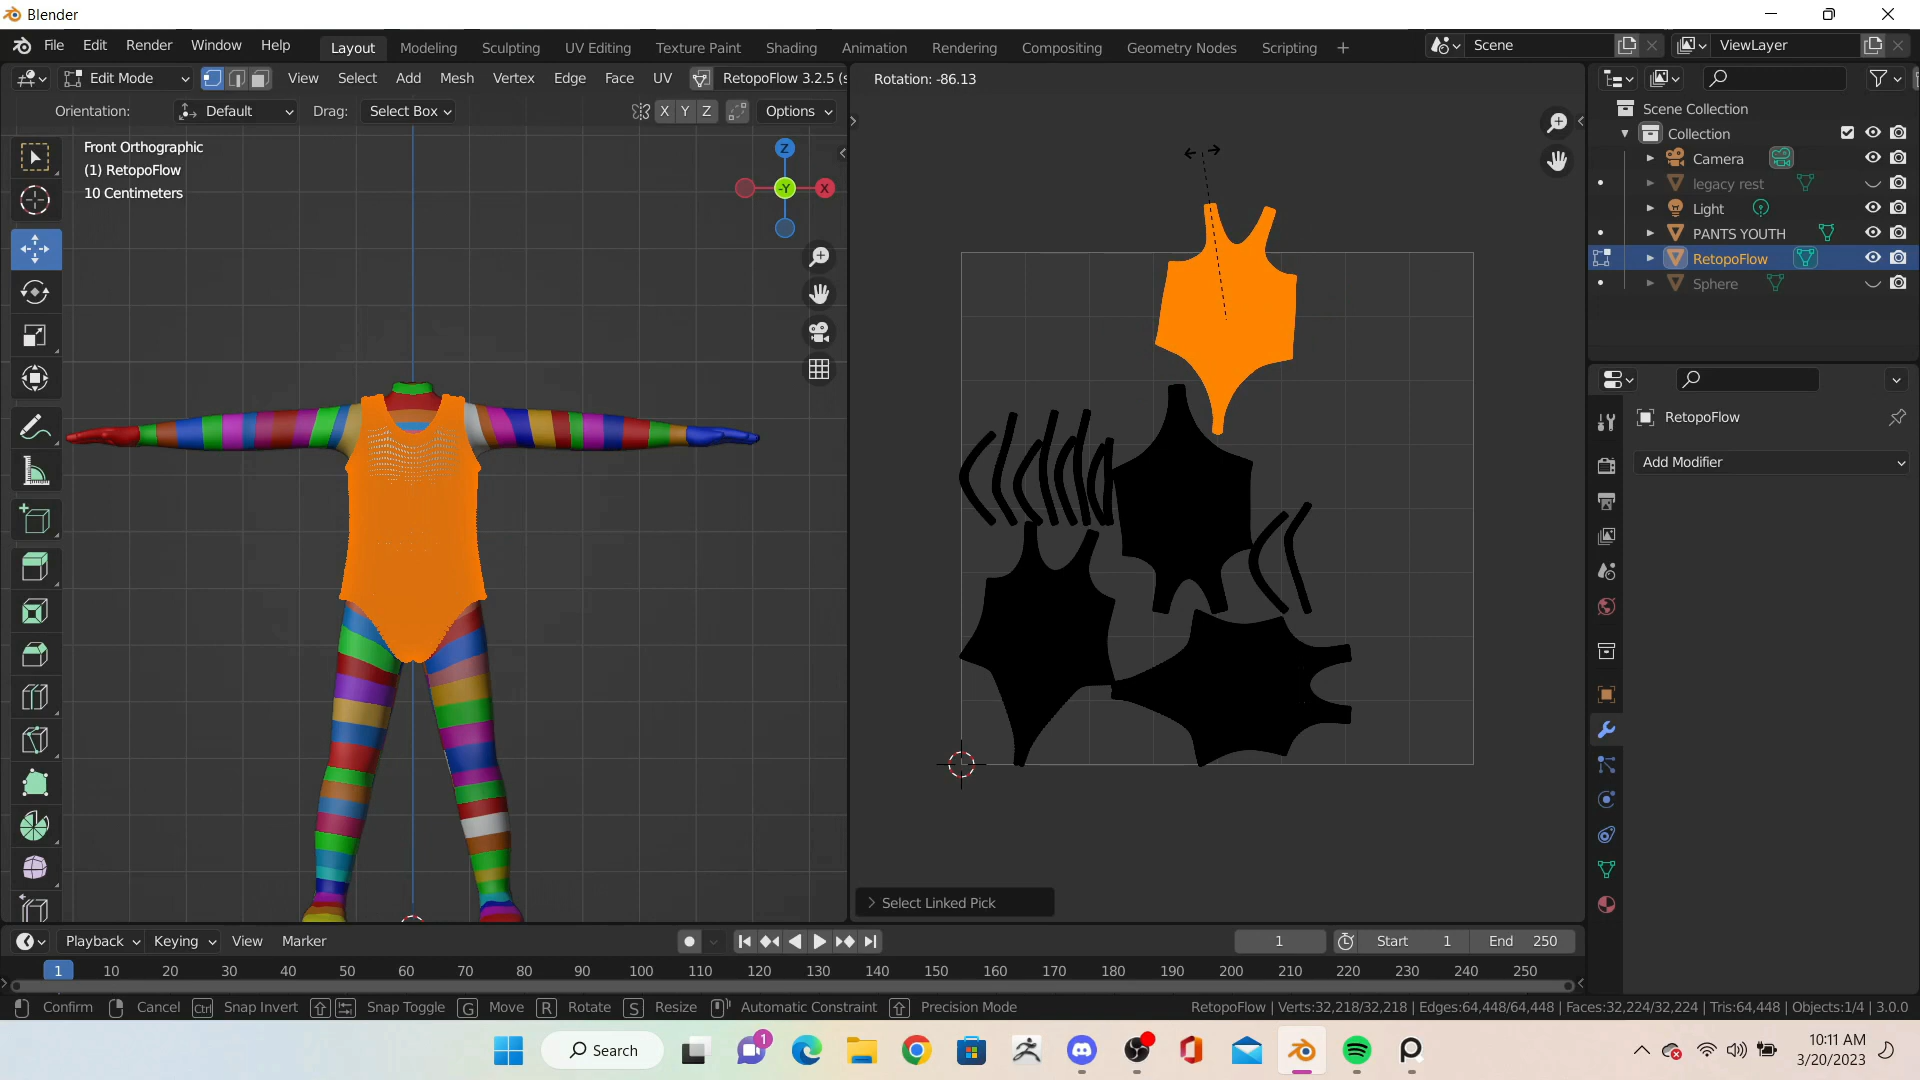 Blender
File Edit Render Window Help
Layout Modeling Sculpting UV Editing Texture Paint Shading Animation Rendering Compositing Geometry Nodes Scripting +
Scene
ViewLayer
Edit Mode View Select Add Mesh Vertex Edge Face UV RetopoFlow 3.2.5 (s
Rotation: -86.13
Orientation: Default Drag: Select Box X Y Z Options
Front Orthographic
(1) RetopoFlow
10 Centimeters
Z
-Y
X
Scene Collection
Collection
Camera
legacy rest
Light
PANTS YOUTH
RetopoFlow
Sphere
RetopoFlow
Add Modifier
Select Linked Pick
Playback Keying View Marker
1 Start 1 End 250
1 10 20 30 40 50 60 70 80 90 100 110 120 130 140 150 160 170 180 190 200 210 220 230 240 250
Confirm Cancel Ctrl Snap Invert Snap Toggle G Move R Rotate S Resize Automatic Constraint Precision Mode
RetopoFlow | Verts:32,218/32,218 | Edges:64,448/64,448 | Faces:32,224/32,224 | Tris:64,448 | Objects:1/4 | 3.0.0
Search
1
10:11 AM
3/20/2023